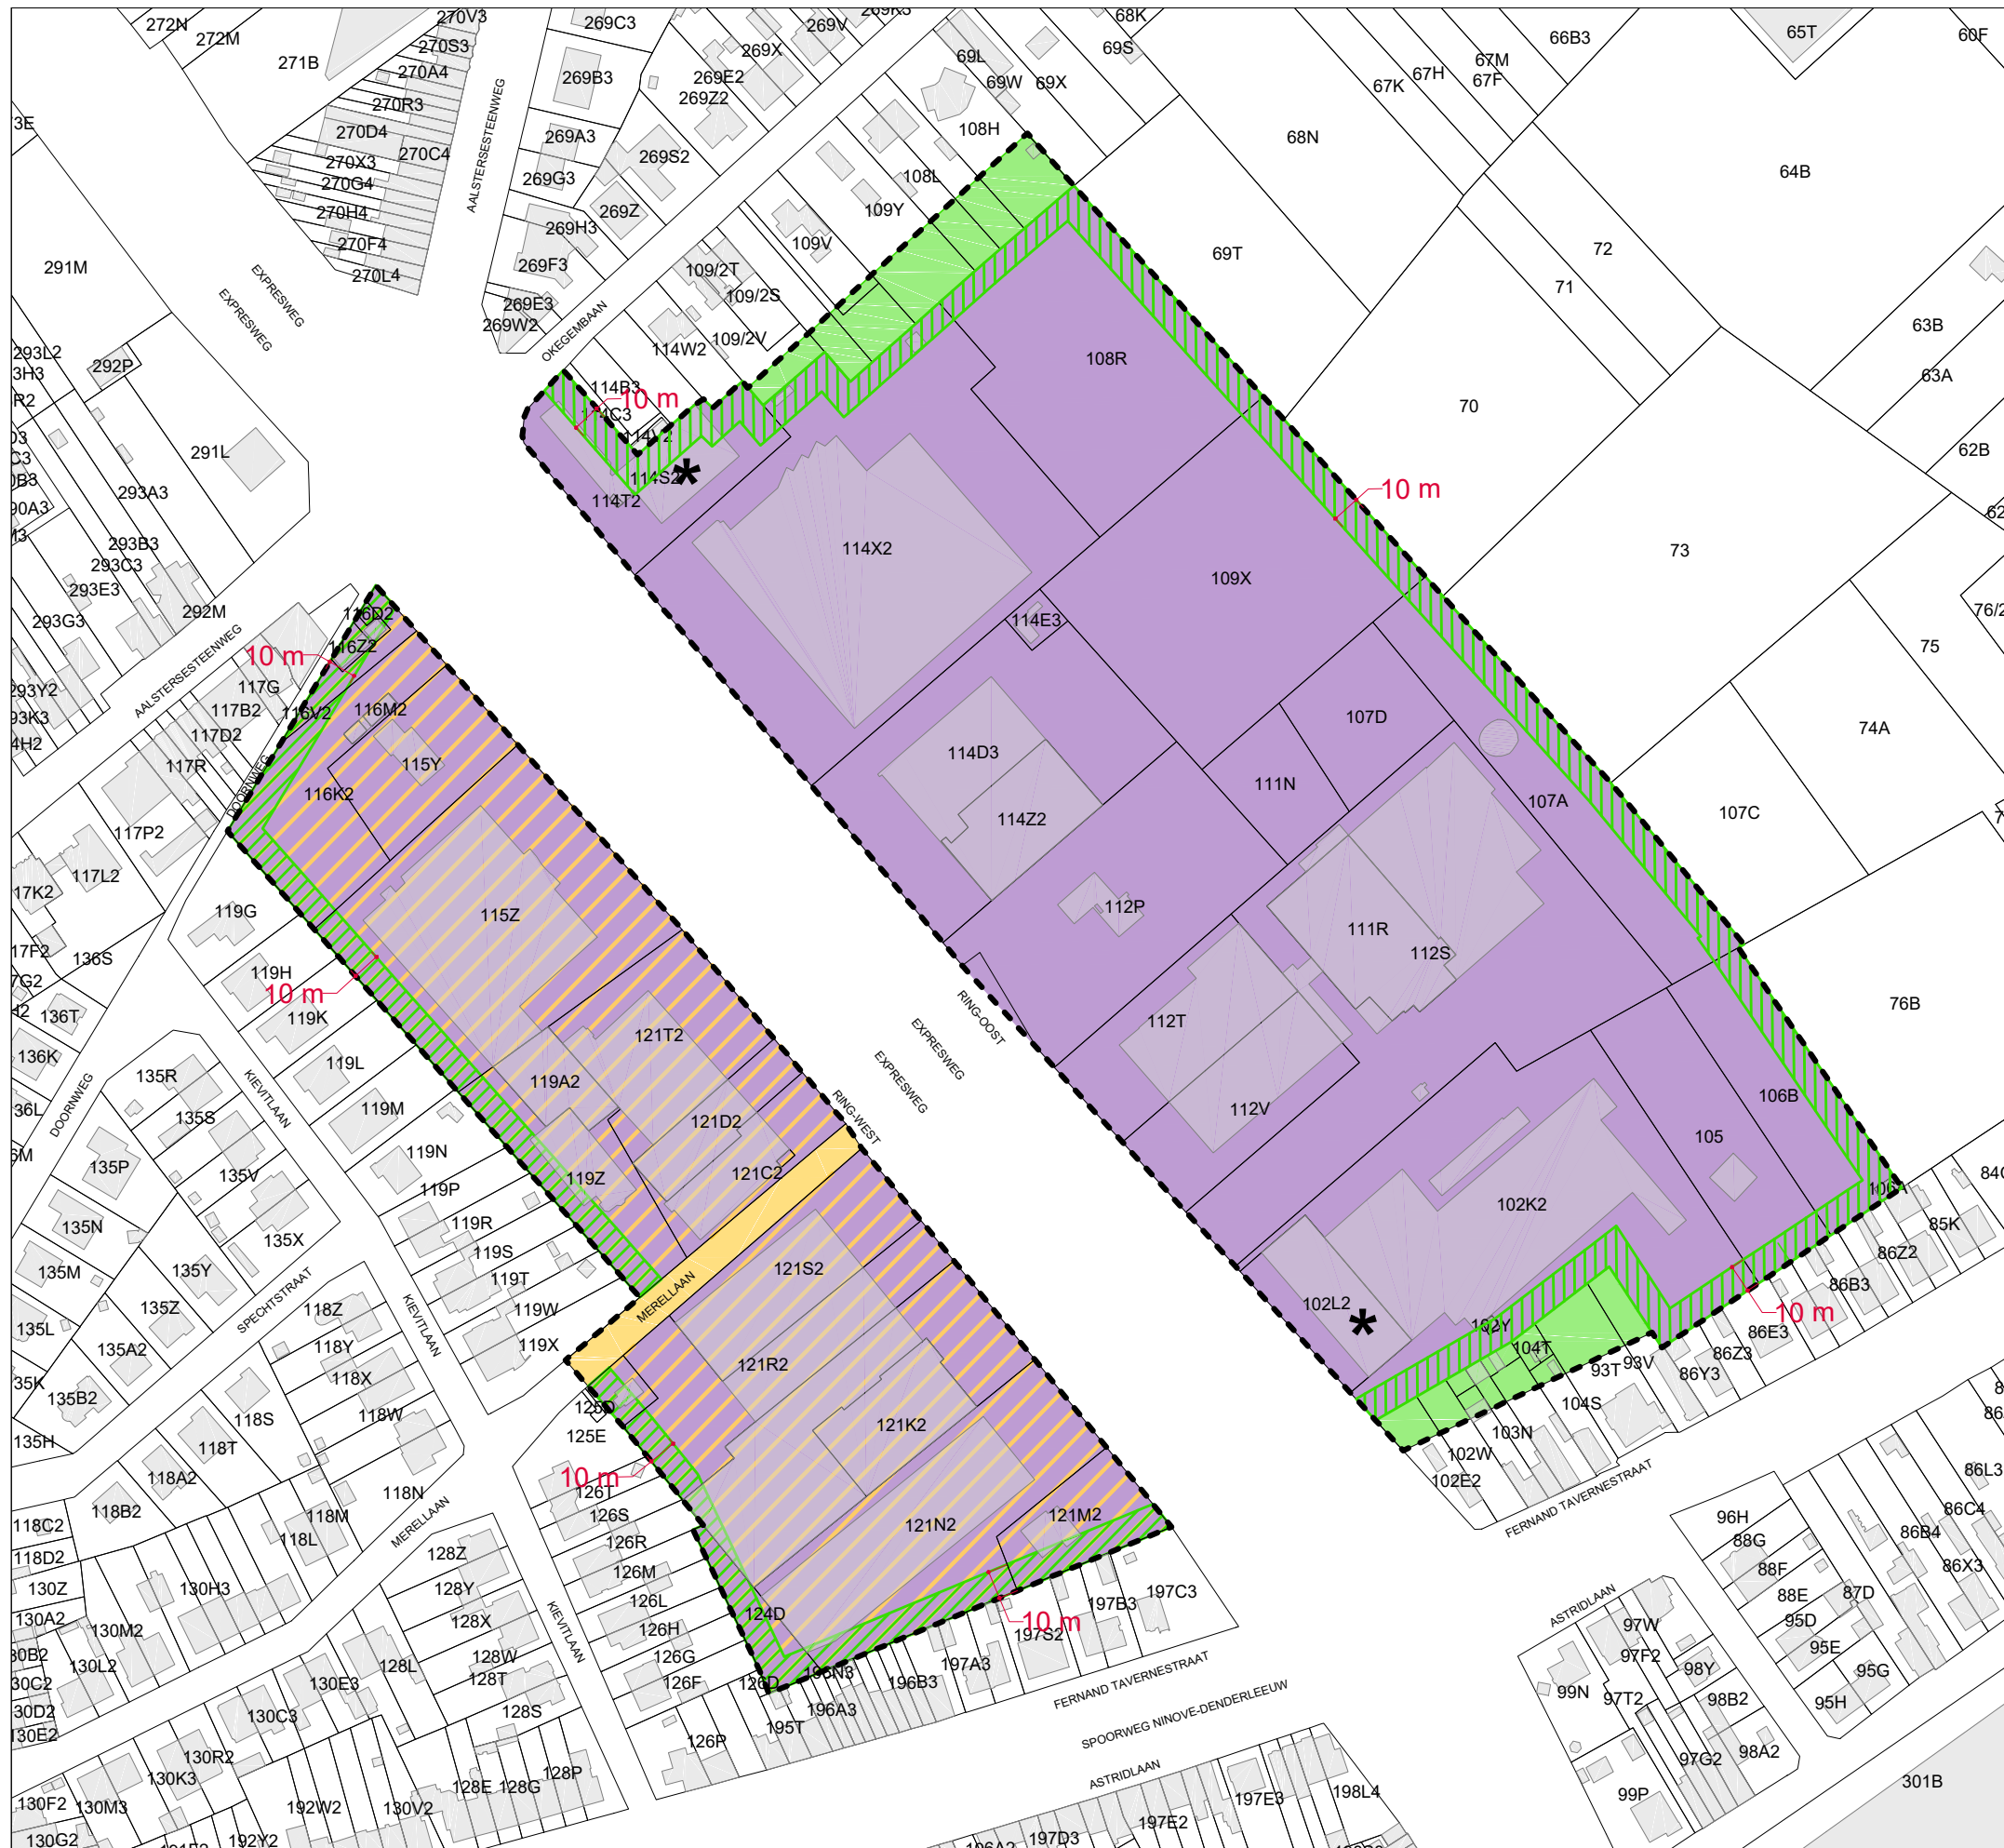 272N
272M
271B
270V3
270S3
270A4
270R3
270D4
270C4
270X3
270G4
270H4
270F4
270L4
AALSTERSESTEENWEG
269C3
269B3
269A3
269G3
269H3
269F3
269E3
269W2
269V
269X
269E2
269Z2
269S2
269Z
OKEGEMBAAN
68K
69S
69L
69W
69X
108H
108L
109Y
109V
109/2T
109/2S
109/2V
114W2
114B3
10 m
114S2
114T2
67K
67H
67M
67F
66B3
65T
60F
68N
64B
69T
72
71
70
63B
63A
62B
73
75
76/2
74A
107C
76B
291M
EXPRESWEG
EXPRESWEG
292P
291L
293L2
293A3
293B3
293C3
293E3
293G3
292M
AALSTERSESTEENWEG
108R
109X
10 m
114X2
114E3
114D3
114Z2
107D
111N
107A
112P
111R
112S
112T
112V
106B
105
102K2
102L2
*
*
104T
93T
93V
104S
103N
102W
102E2
106A
85K
86Z2
86B3
10 m
86E3
86Z3
86Y3
FERNAND TAVERNESTRAAT
116D2
116Z2
10 m
117G
117B2
117D2
117R
116V2
116M2
115Y
116K2
DOORNWEG
117P2
117L2
119G
136S
119H
10 m
119K
136T
136K
119L
119M
115Z
121T2
119A2
121D2
121C2
119Z
RING-WEST
RING-OOST
EXPRESWEG
EXPRESWEG
135R
135S
KIEVITLAAN
DOORNWEG
135P
135V
135N
135X
135M
135Y
135Z
135L
135A2
135B2
135H
SPECHTSTRAAT
119N
119P
119R
119S
119T
119W
119X
KIEVITLAAN
MERELLAAN
121S2
121R2
121K2
121N2
121M2
124D
125D
125E
10 m
126T
126S
126R
126M
126L
126H
126G
126F
126D
126P
195T
196A3
196B3
197A3
10 m
197S2
197B3
197C3
FERNAND TAVERNESTRAAT
SPOORWEG NINOVE-DENDERLEEUW
ASTRIDLAAN
118Z
118Y
118X
118W
118S
118T
118A2
118B2
118N
118M
118L
118C2
118D2
MERELLAAN
KIEVITLAAN
130Z
130A2
130M2
130L2
130H3
130E3
130C3
130R2
130K3
130M3
130F2
130G2
130V2
192W2
192Y2
128Z
128Y
128X
128W
128T
128S
128L
128E
128G
128P
197D3
197E2
197E3
198L4
96H
88G
88F
88E
87D
95D
95E
95G
95H
86L3
86C4
86B4
86X3
ASTRIDLAAN
97W
97F2
98Y
99N
97T2
98B2
98A2
97G2
99P
301B